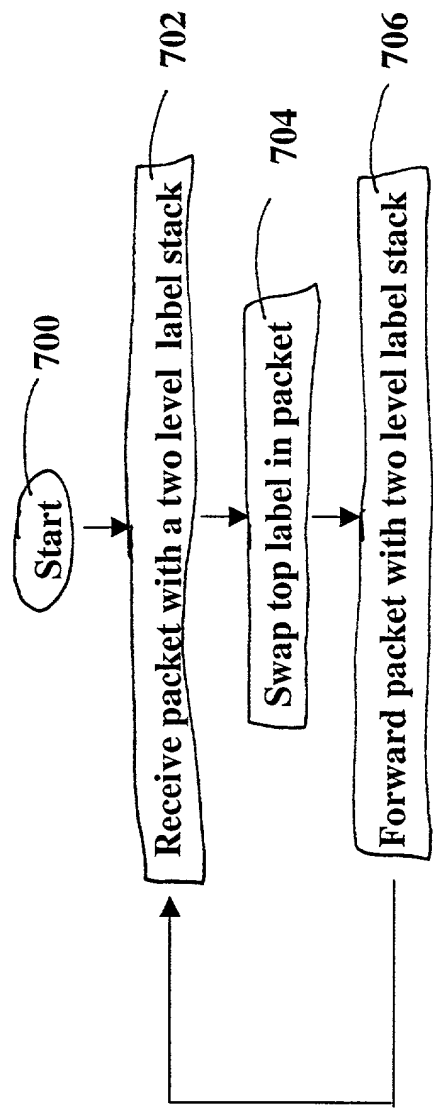 Start
700
Receive packet with a two level label stack
702
Swap top label in packet
704
Forward packet with two level label stack
706